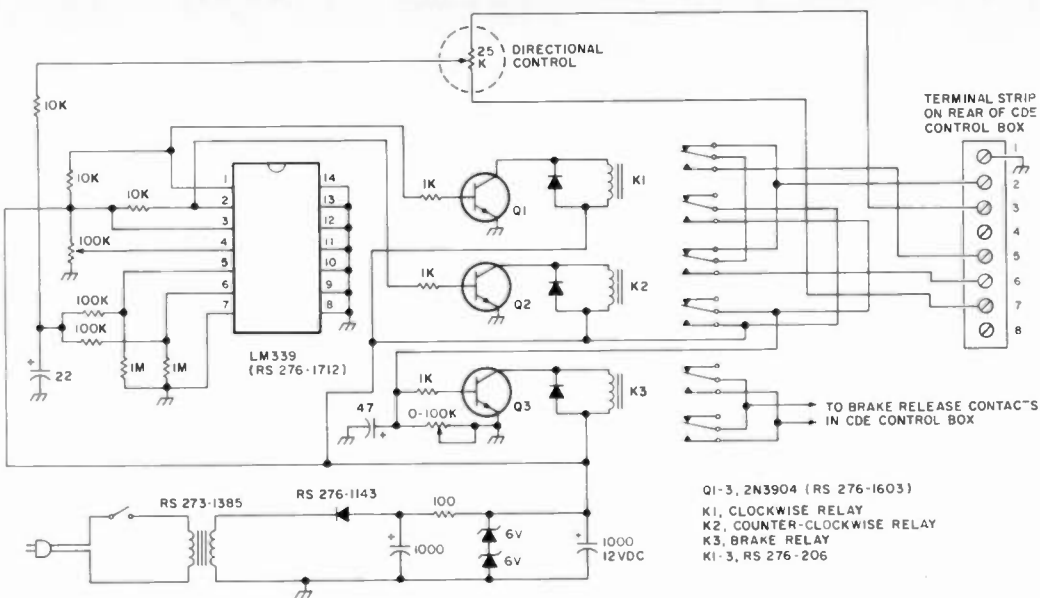 25
K
DIRECTIONAL
CONTROL
TERMINAL STRIP
ON REAR OF CDE
CONTROL BOX
10K
10K
10K
100K
100K
100K
1M
1M
22
+
1
2
3
4
5
6
7
14
13
12
11
10
9
8
LM339
(RS 276-1712)
1K
Q1
K1
1K
Q2
K2
1K
Q3
K3
47
+
0-100K
1
2
3
4
5
6
7
8
TO BRAKE RELEASE CONTACTS
IN CDE CONTROL BOX
RS 273-1385
RS 276-1143
100
+
1000
6V
6V
+
1000
12VDC
Q1-3, 2N3904 (RS 276-1603)
K1, CLOCKWISE RELAY
K2, COUNTER-CLOCKWISE RELAY
K3, BRAKE RELAY
K1-3, RS 276-206